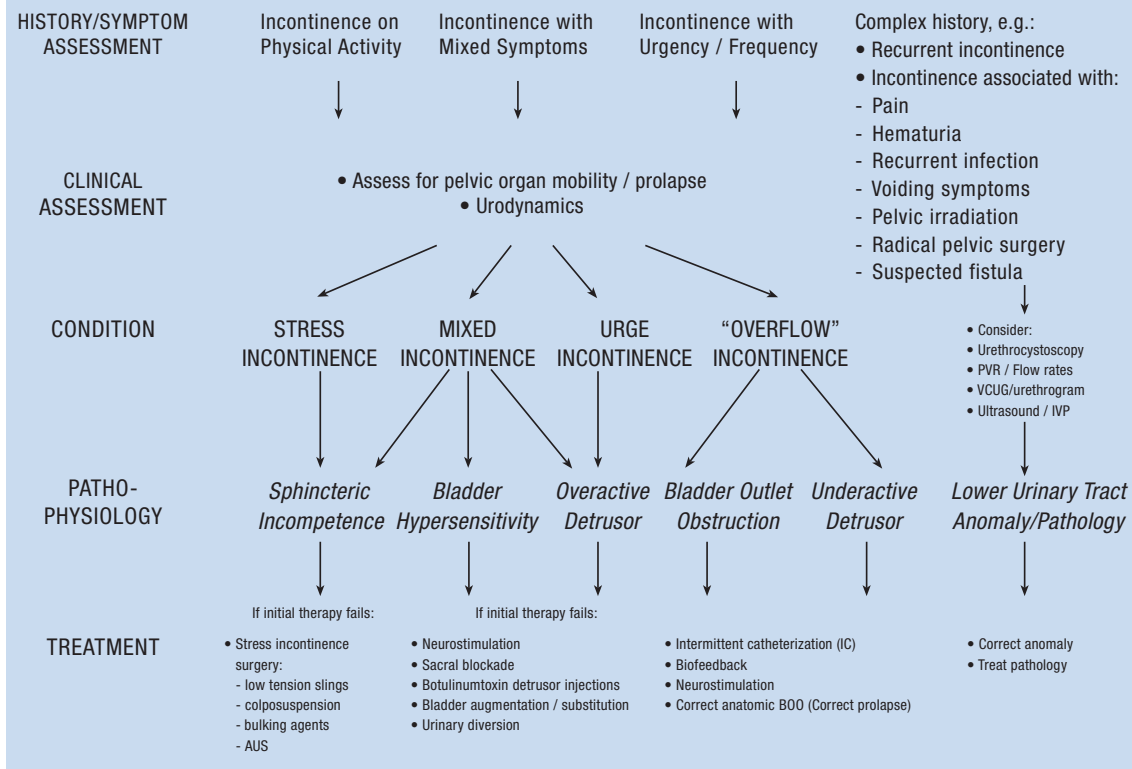 HISTORY/SYMPTOM
ASSESSMENT
Incontinence on
Physical Activity
Incontinence with
Mixed Symptoms
Incontinence with
Urgency / Frequency
Complex history, e.g.:
• Recurrent incontinence
• Incontinence associated with:
- Pain
- Hematuria
- Recurrent infection
- Voiding symptoms
- Pelvic irradiation
- Radical pelvic surgery
- Suspected fistula
CLINICAL
ASSESSMENT
• Assess for pelvic organ mobility / prolapse
• Urodynamics
CONDITION
STRESS
INCONTINENCE
MIXED
INCONTINENCE
URGE
INCONTINENCE
“OVERFLOW”
INCONTINENCE
• Consider:
• Urethrocystoscopy
• PVR / Flow rates
• VCUG/urethrogram
• Ultrasound / IVP
PATHO-
PHYSIOLOGY
Sphincteric
Incompetence
Bladder
Hypersensitivity
Overactive
Detrusor
Bladder Outlet
Obstruction
Underactive
Detrusor
Lower Urinary Tract
Anomaly/Pathology
TREATMENT
If initial therapy fails:
• Stress incontinence
surgery:
- low tension slings
- colposuspension
- bulking agents
- AUS
If initial therapy fails:
• Neurostimulation
• Sacral blockade
• Botulinumtoxin detrusor injections
• Bladder augmentation / substitution
• Urinary diversion
• Intermittent catheterization (IC)
• Biofeedback
• Neurostimulation
• Correct anatomic BOO (Correct prolapse)
• Correct anomaly
• Treat pathology